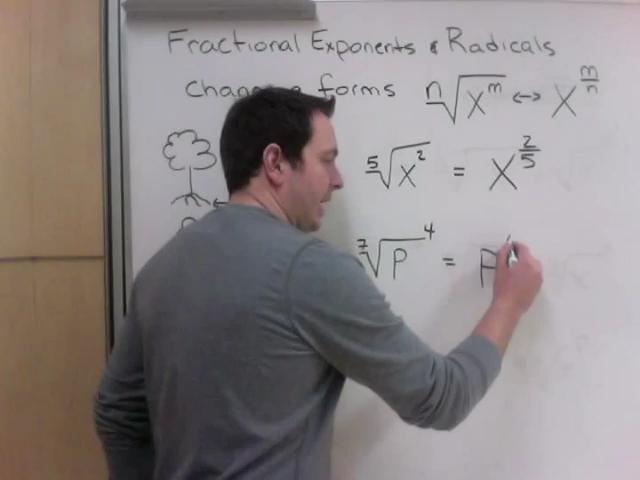 Fractional Exponents & Radicals
forms ⁿ√xᵐ ↔ x^(m/n)
⁵√x² = x^(2/5)
⁷√p⁴ = p